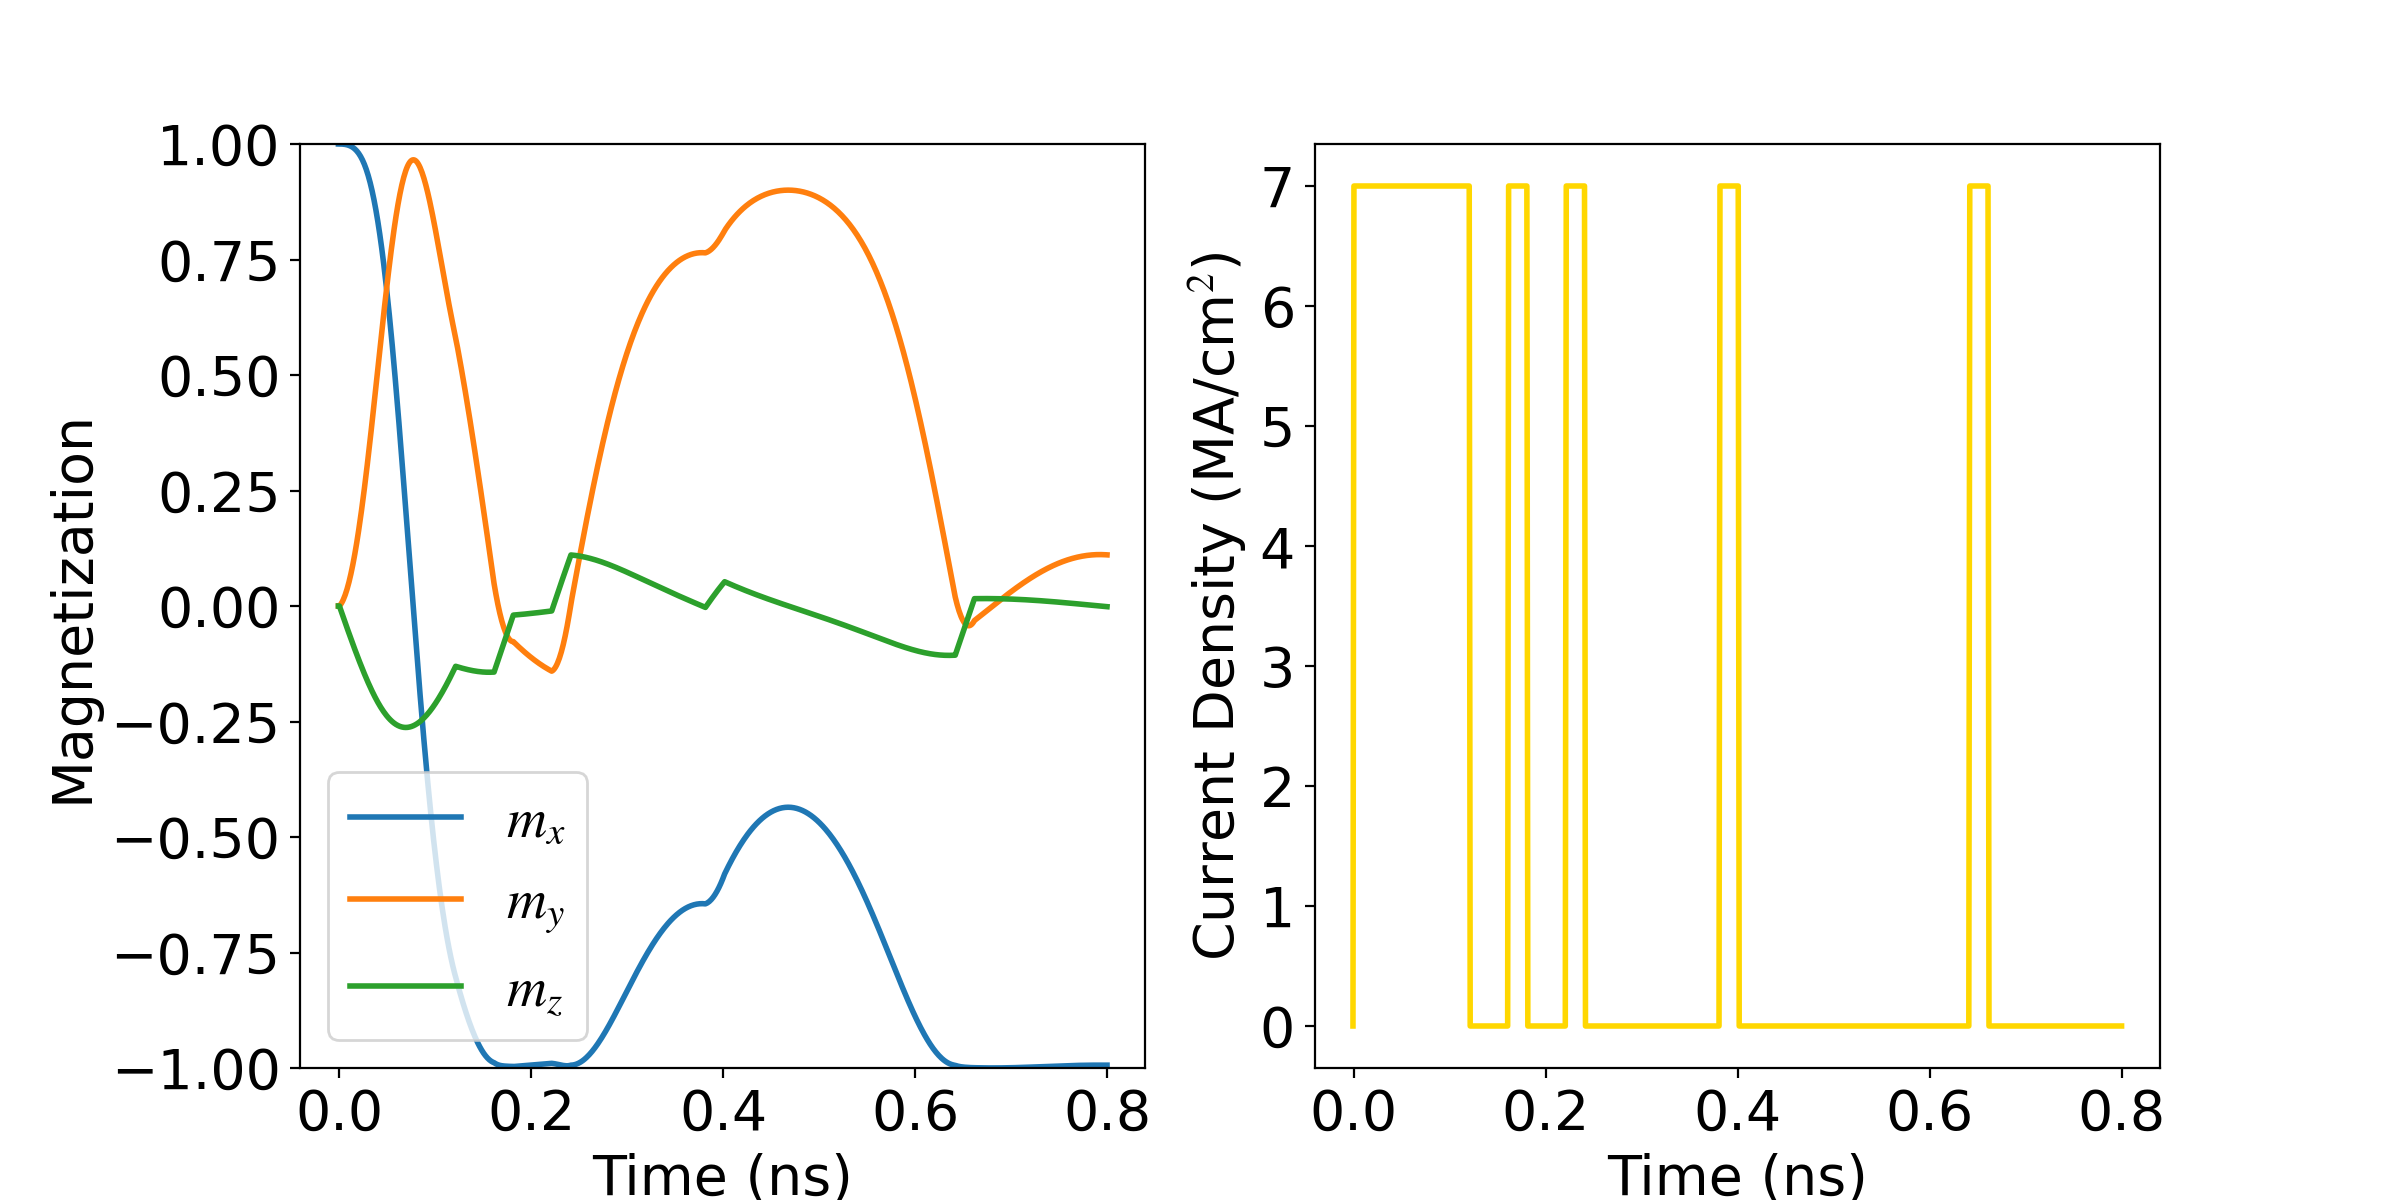 Magnetization
1.00
0.75
0.50
0.25
0.00
−0.25
−0.50
−0.75
−1.00
m_x
m_y
m_z
0.0 0.2 0.4 0.6 0.8
Time (ns)
Current Density (MA/cm²)
7
6
5
4
3
2
1
0
0.0 0.2 0.4 0.6 0.8
Time (ns)